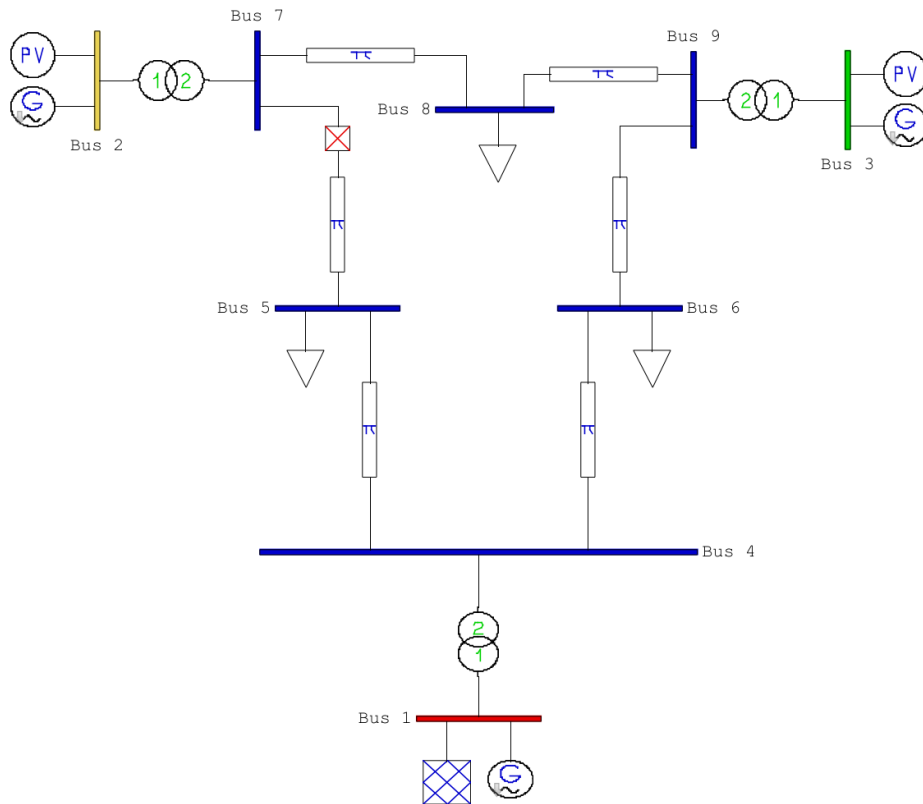 Bus 7
Bus 9
PV
π
π
PV
1 2
2 1
G
Bus 8
G
Bus 2
Bus 3
π
π
Bus 5
Bus 6
π
π
Bus 4
2
1
Bus 1
G